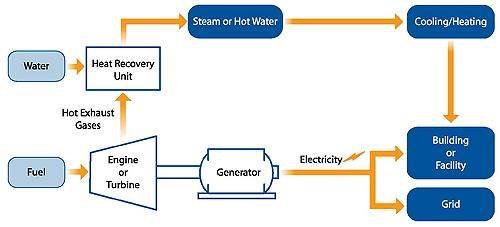 Steam or Hot Water
Cooling/Heating
Water
Heat Recovery
Unit
Hot Exhaust
Gases
Fuel
Engine
or
Turbine
Generator
Electricity
Building
or
Facility
Grid